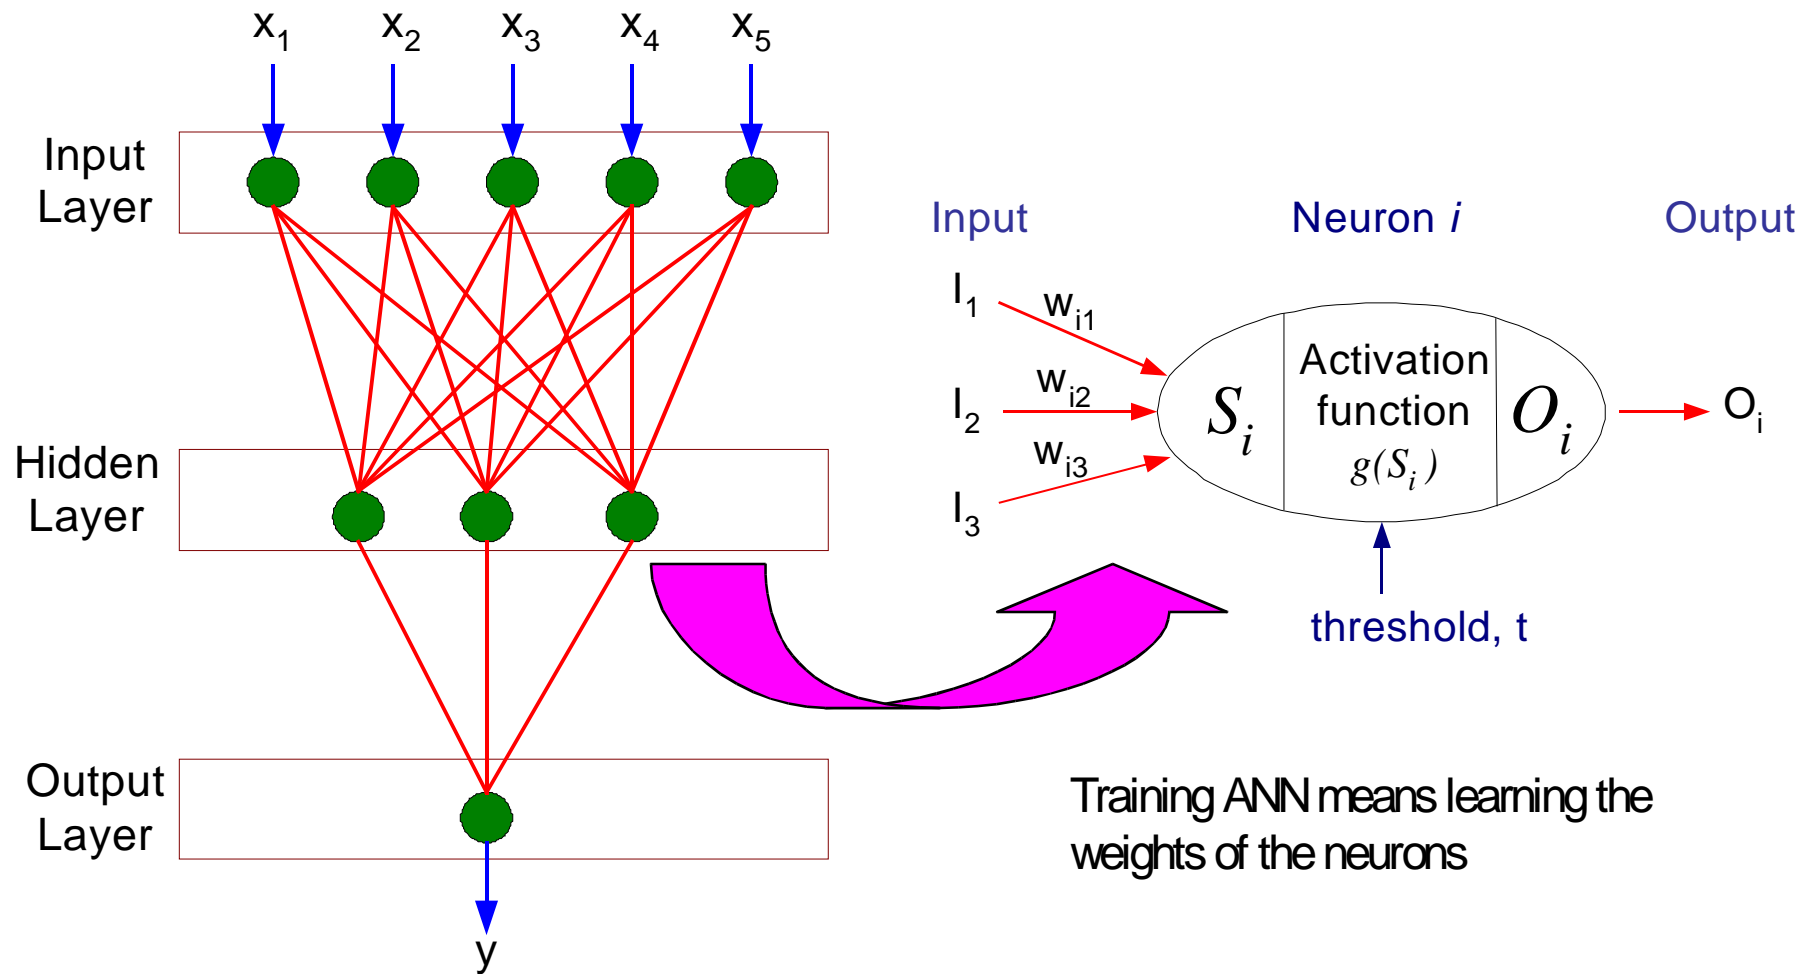 x1 x2 x3 x4 x5
Input
Layer
Hidden
Layer
Output
Layer
y
Input Neuron i Output
I1
wi1
I2
wi2
I3
wi3
Si
Activation
function
g(Si)
Oi
Oi
threshold, t
Training ANN means learning the
weights of the neurons